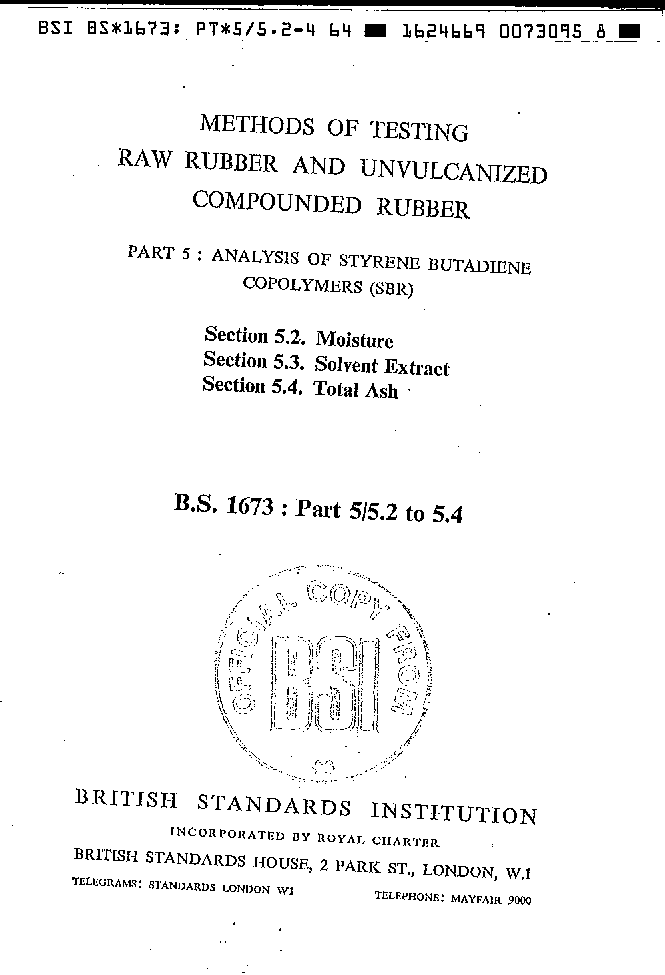 BSI BS*1673: PT*5/5.2-4 64 ■ 1624669 0073095 8 ■
METHODS OF TESTING
RAW RUBBER AND UNVULCANIZED
COMPOUNDED RUBBER
PART 5 : ANALYSIS OF STYRENE BUTADIENE
COPOLYMERS (SBR)
Section 5.2. Moisture
Section 5.3. Solvent Extract
Section 5.4. Total Ash
B.S. 1673 : Part 5/5.2 to 5.4
OFFICIAL COPY FROM
BSI
BRITISH STANDARDS INSTITUTION
INCORPORATED BY ROYAL CHARTER
BRITISH STANDARDS HOUSE, 2 PARK ST., LONDON, W.1
TELEGRAMS: STANDARDS LONDON W1 TELEPHONE: MAYFAIR 9000